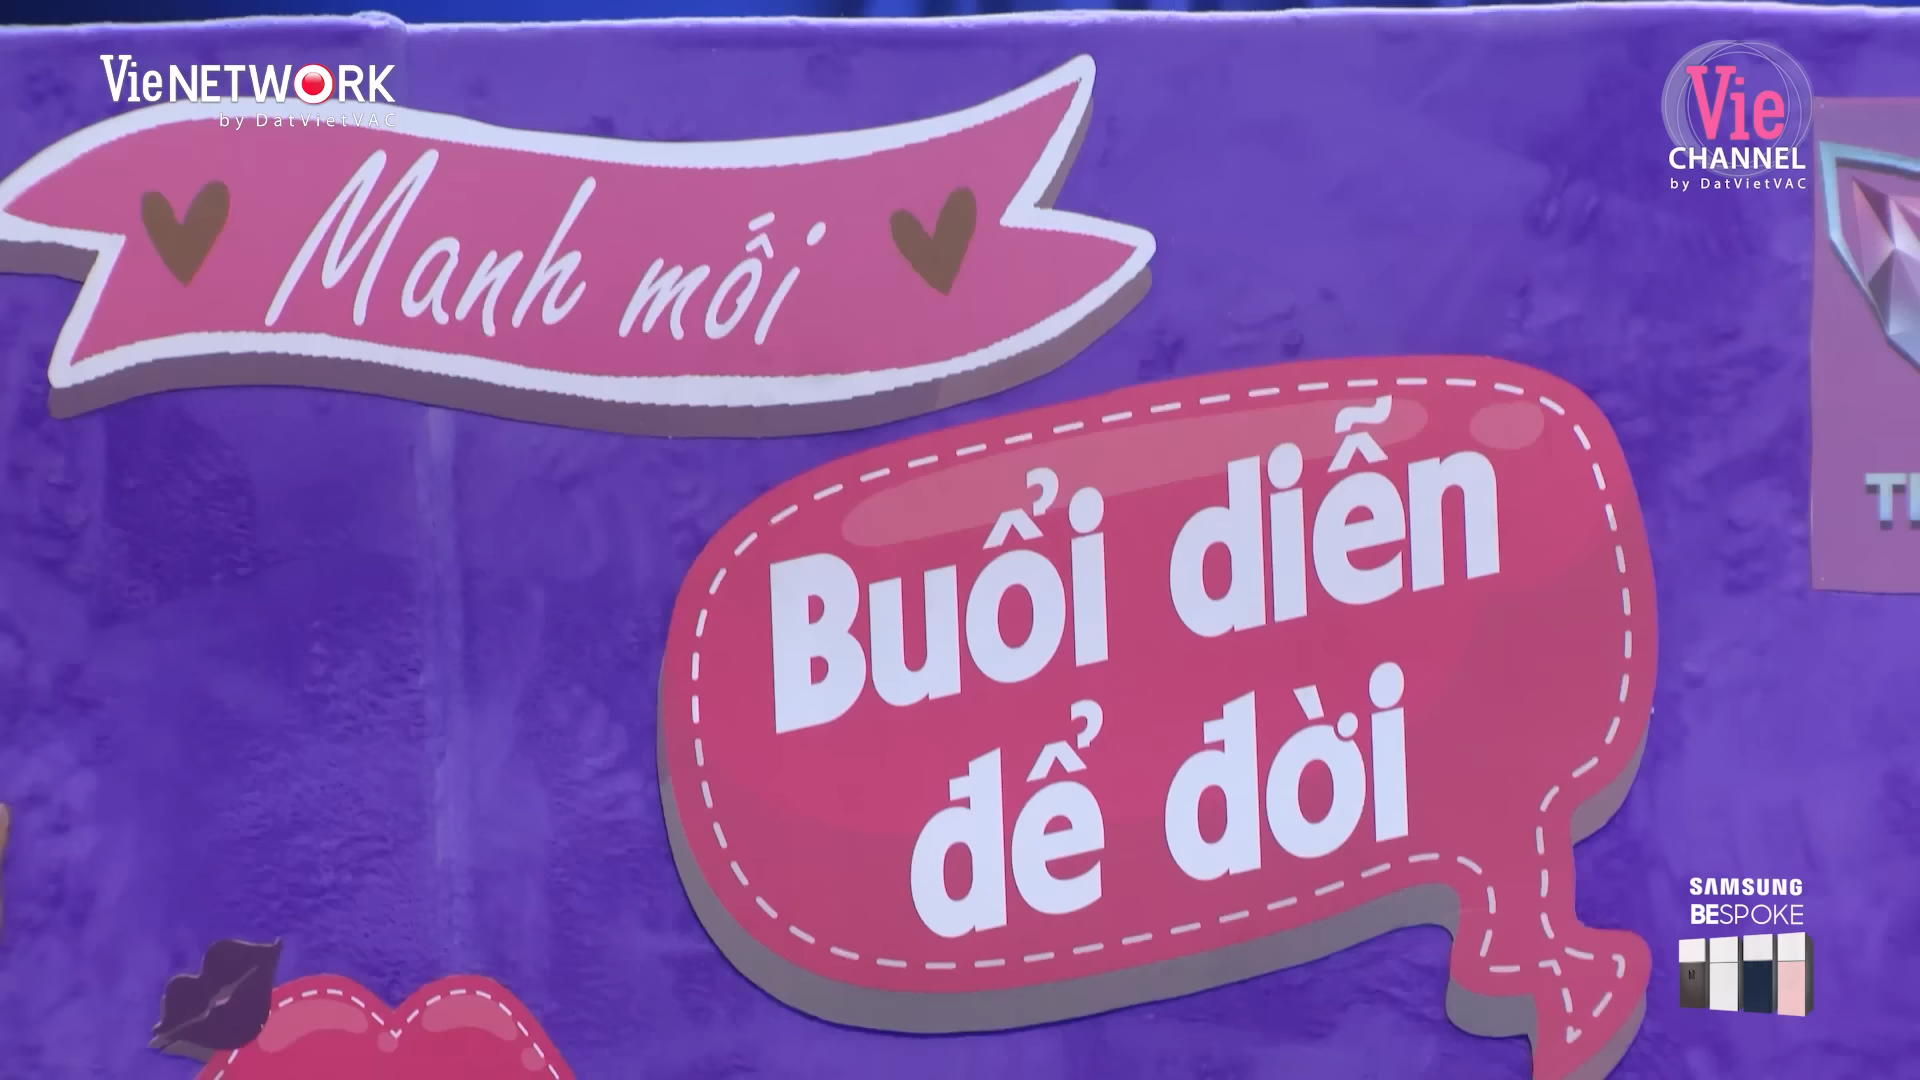 VieNETWORK
by DatVietVAC
Vie
CHANNEL
by DatVietVAC
Manh mối
Buổi diễn
để đời
SAMSUNG
BESPOKE